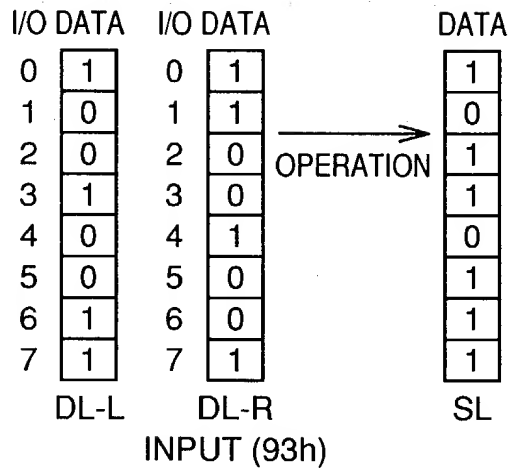 I/O DATA I/O DATA DATA
0 1 0 1 1
1 0 1 1 0
2 0 2 0 1
OPERATION
3 1 3 0 1
4 0 4 1 0
5 0 5 0 1
6 1 6 0 1
7 1 7 1 1
DL-L DL-R SL
INPUT (93h)